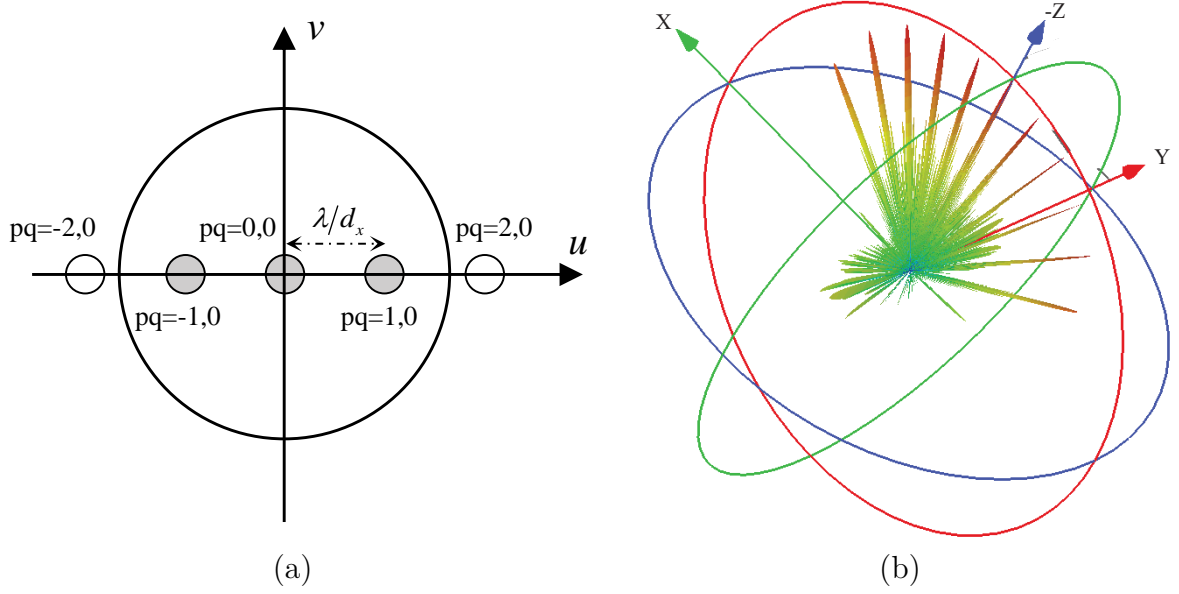 v
pq=-2,0
pq=0,0
λ/dₓ
pq=2,0
u
pq=-1,0
pq=1,0
(a)
X
-Z
Y
(b)